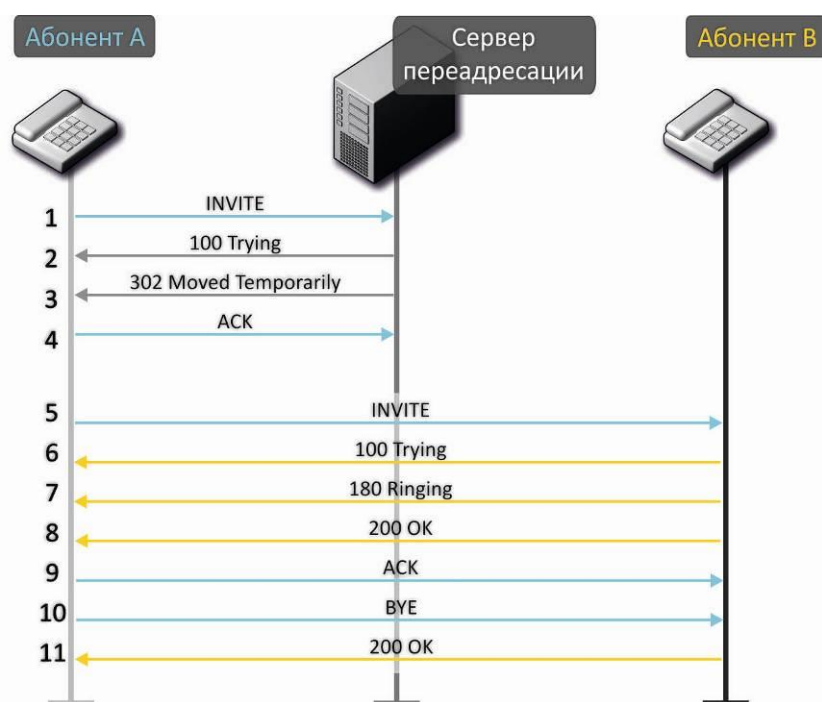 Абонент А
Сервер
переадресации
Абонент В
1
INVITE
2
100 Trying
3
302 Moved Temporarily
4
ACK
5
INVITE
6
100 Trying
7
180 Ringing
8
200 OK
9
ACK
10
BYE
11
200 OK